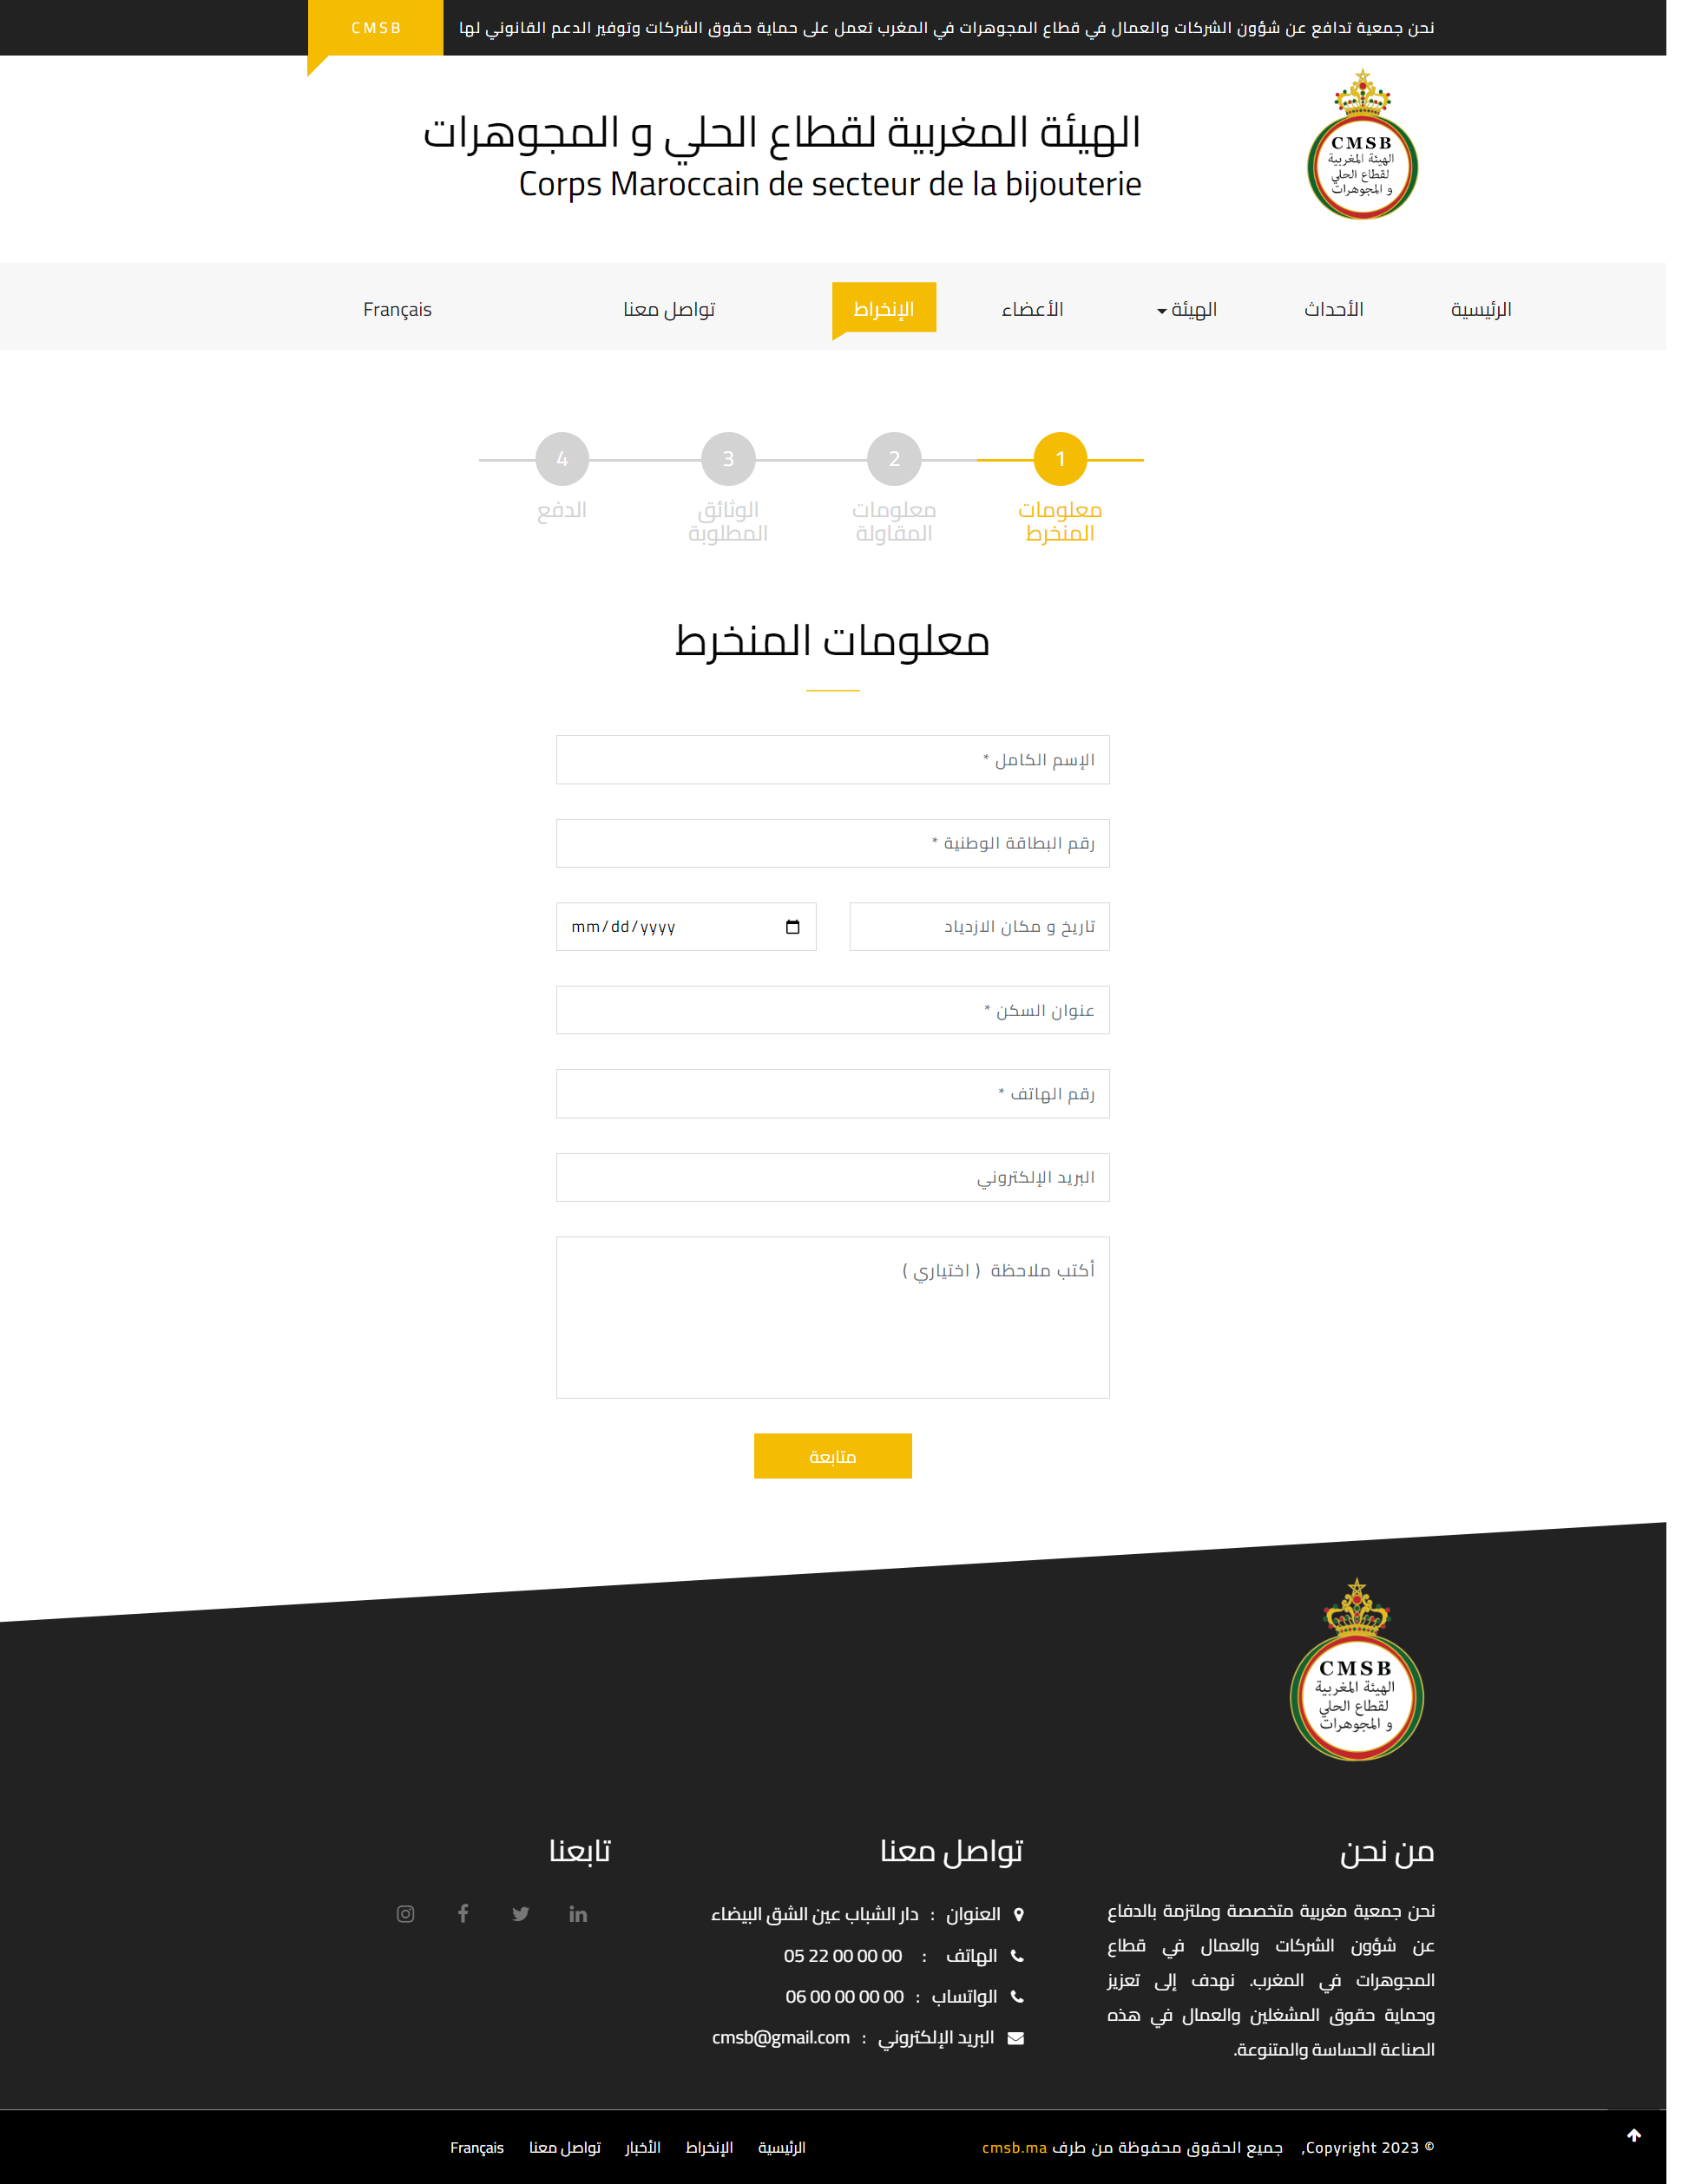 نحن جمعية تدافع عن شؤون الشركات والعمال في قطاع المجوهرات في المغرب تعمل على حماية حقوق الشركات وتوفير الدعم القانوني لها
CMSB
CMSB
الهيئة المغربية
لقطاع الحلي
و المجوهرات
الهيئة المغربية لقطاع الحلي و المجوهرات
Corps Maroccain de secteur de la bijouterie
الرئيسية
الأحداث
الهيئة
الأعضاء
الإنخراط
تواصل معنا
Français
1
2
3
4
معلومات المنخرط
معلومات المقاولة
الوثائق المطلوبة
الدفع
معلومات المنخرط
الإسم الكامل *
رقم البطاقة الوطنية *
تاريخ و مكان الازدياد
mm/dd/yyyy
عنوان السكن *
رقم الهاتف *
البريد الإلكتروني
أكتب ملاحظة ( اختياري )
متابعة
CMSB
الهيئة المغربية
لقطاع الحلي
و المجوهرات
من نحن
نحن جمعية مغربية متخصصة وملتزمة بالدفاع
عن شؤون الشركات والعمال في قطاع
المجوهرات في المغرب. نهدف إلى تعزيز
وحماية حقوق المشغلين والعمال في هذه
الصناعة الحساسة والمتنوعة.
تواصل معنا
العنوان : دار الشباب عين الشق البيضاء
الهاتف : 05 22 00 00 00
الواتساب : 06 00 00 00 00
البريد الإلكتروني : cmsb@gmail.com
تابعنا
© Copyright 2023, جميع الحقوق محفوظة من طرف cmsb.ma
الرئيسية
الإنخراط
الأخبار
تواصل معنا
Français